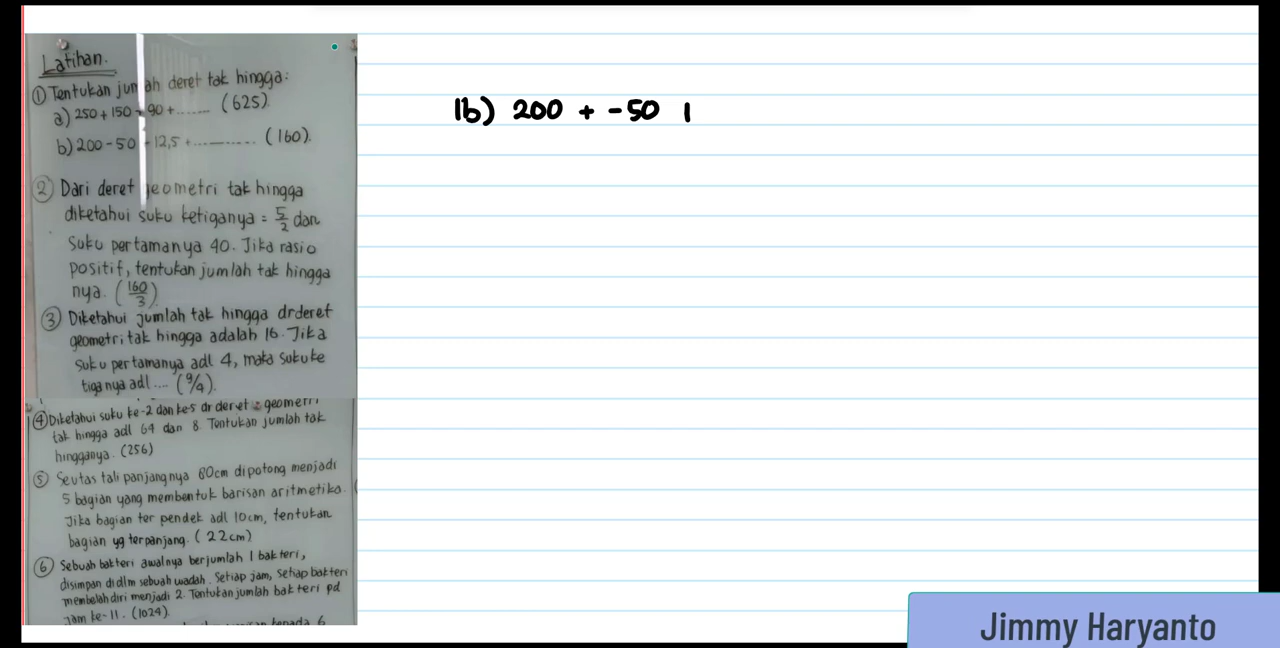 Latihan.
① Tentukan jumlah deret tak hingga:
a) 250 + 150 + 90 + ...... (625)
b) 200 - 50 + 12,5 + .......... (160).
② Dari deret geometri tak hingga
diketahui suku ketiganya = 5/2 dan
suku pertamanya 40. Jika rasio
positif, tentukan jumlah tak hingga
nya. (160/3)
③ Diketahui jumlah tak hingga dr deret
geometri tak hingga adalah 16. Jika
suku pertamanya adl 4, maka suku ke
tiga nya adl .... (9/4).
④ Diketahui suku ke-2 dan ke-5 dr deret geometri
tak hingga adl 64 dan 8. Tentukan jumlah tak
hingganya. (256)
⑤ Seutas tali panjangnya 80cm dipotong menjadi
5 bagian yang membentuk barisan aritmetika.
Jika bagian ter pendek adl 10cm, tentukan
bagian yg terpanjang. (22cm)
⑥ Sebuah bakteri awalnya berjumlah 1 bakteri,
disimpan di dlm sebuah wadah. Setiap jam, setiap bakteri
membelah diri menjadi 2. Tentukan jumlah bakteri pd
jam ke-11. (1024).
kepada 6
1b) 200 + -50 |
Jimmy Haryanto